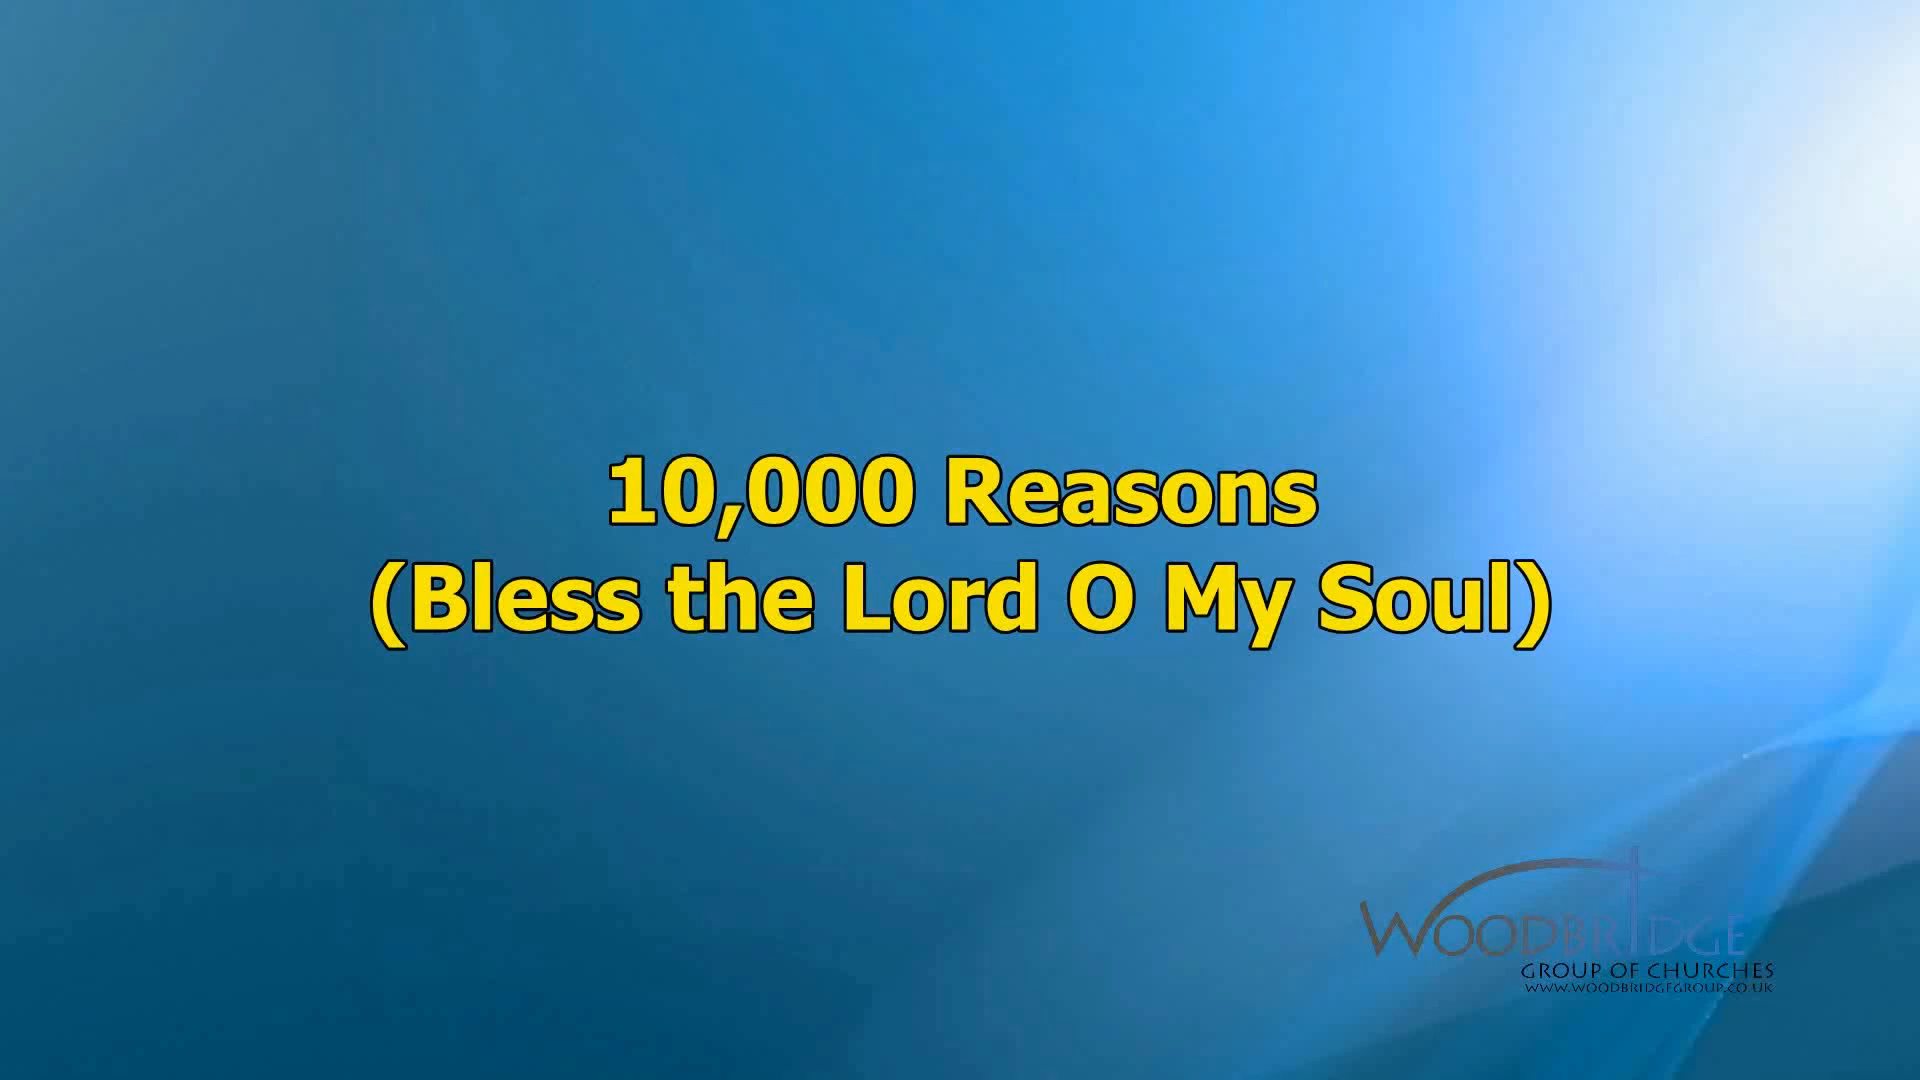 10,000 Reasons
(Bless the Lord O My Soul)
WOODBRIDGE
GROUP OF CHURCHES
WWW.WOODBRIDGEGROUP.CO.UK